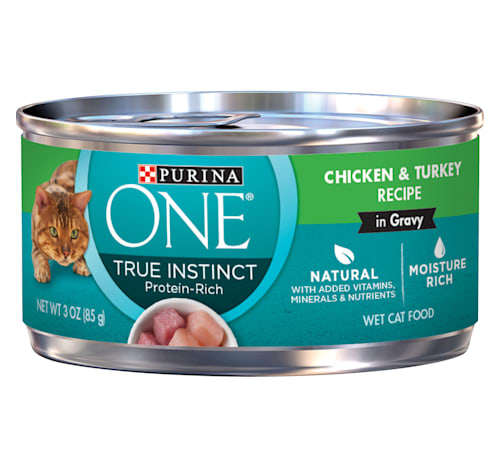 PURINA
ONE®
TRUE INSTINCT
Protein-Rich
NET WT 3 OZ (85 g)
CHICKEN & TURKEY
RECIPE
in Gravy
NATURAL
WITH ADDED VITAMINS,
MINERALS & NUTRIENTS
MOISTURE
RICH
WET CAT FOOD